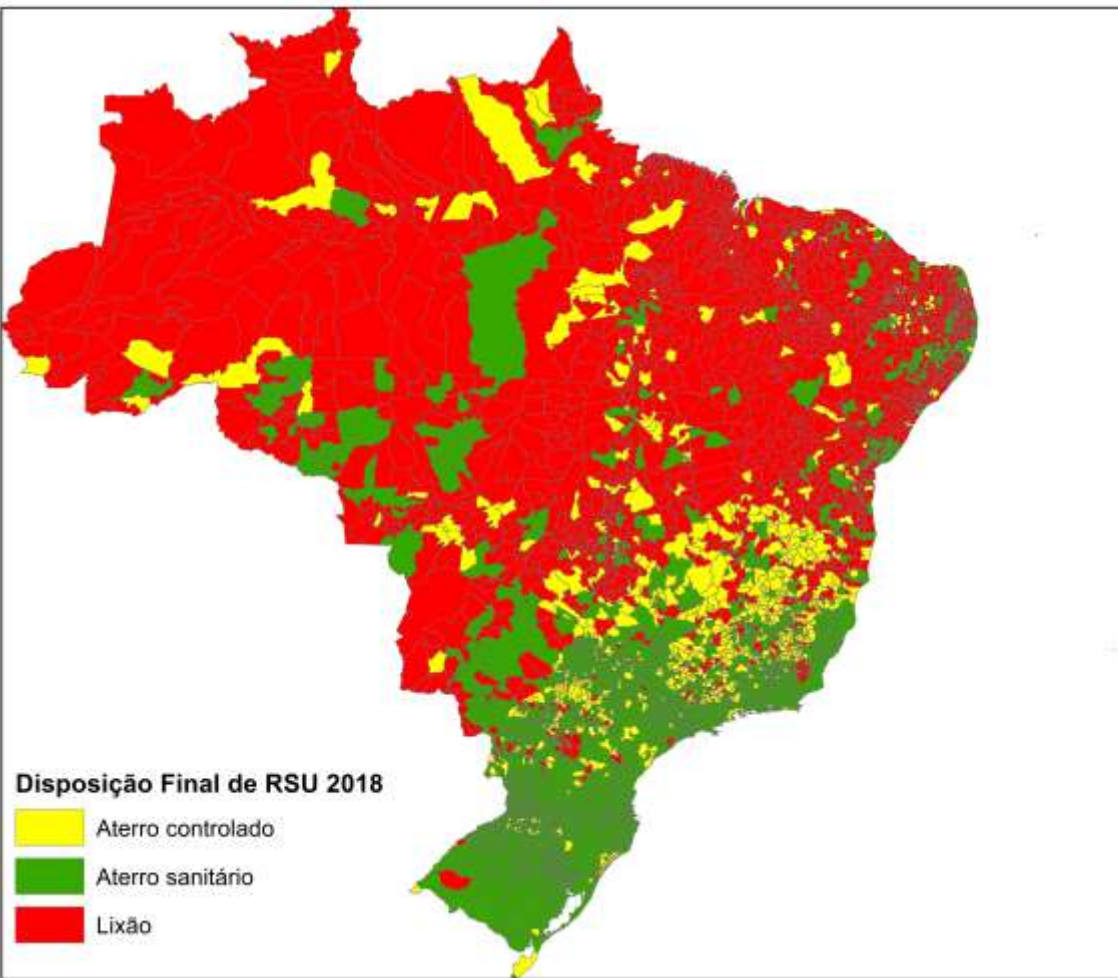 Disposição Final de RSU 2018
Aterro controlado
Aterro sanitário
Lixão